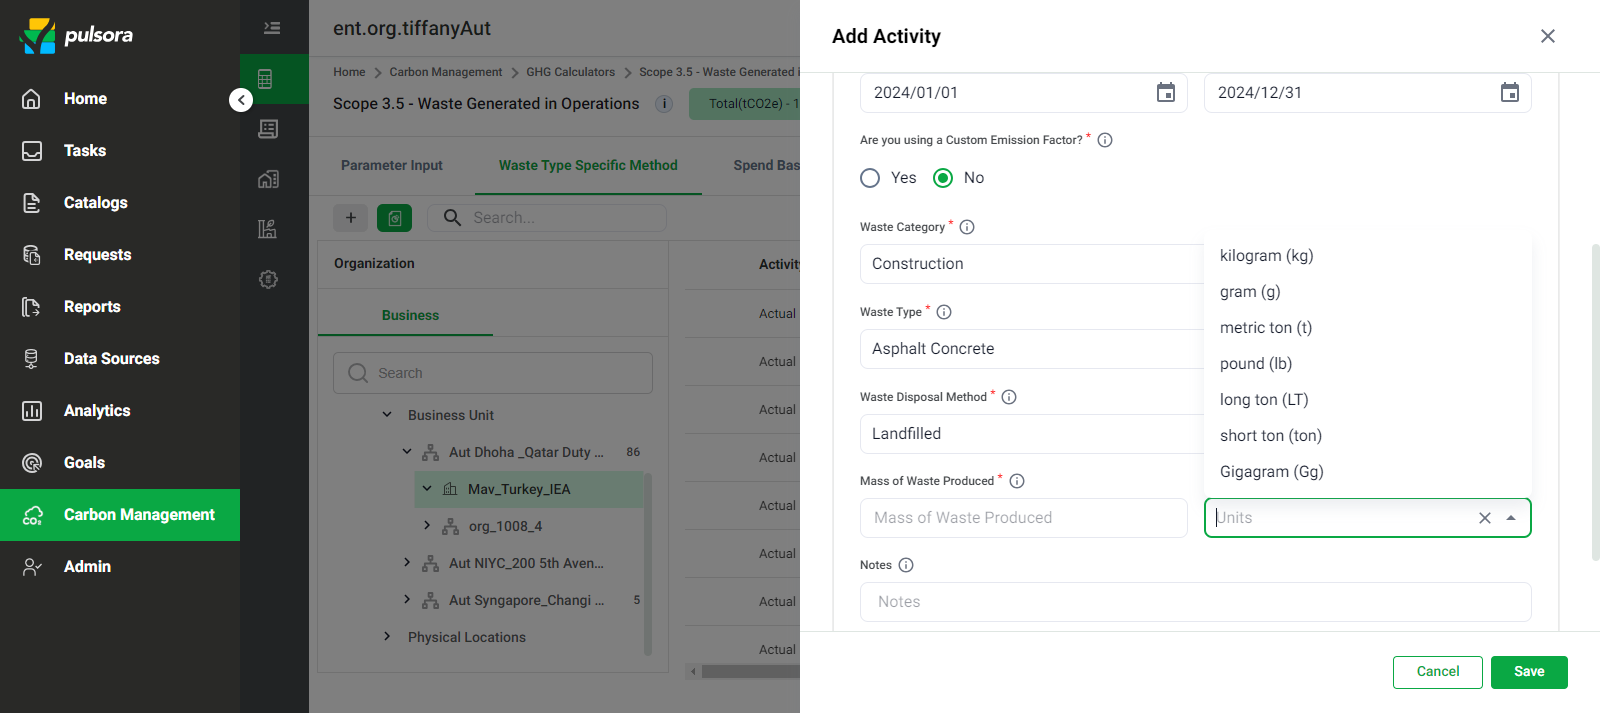 pulsora
Home
Tasks
Catalogs
Requests
Reports
Data Sources
Analytics
Goals
Carbon Management
Admin
ent.org.tiffanyAut
Home > Carbon Management > GHG Calculators > Scope 3.5 - Waste Generated
Scope 3.5 - Waste Generated in Operations
Total(tCO2e) - 1
Parameter Input
Waste Type Specific Method
Spend Bas
Search...
Organization
Business
Search
Business Unit
Aut Dhoha _Qatar Duty ... 86
Mav_Turkey_IEA
org_1008_4
Aut NIYC_200 5th Aven...
Aut Syngapore_Changi ... 5
Physical Locations
Activity
Actual
Actual
Actual
Actual
Actual
Actual
Actual
Actual
Add Activity
2024/01/01
2024/12/31
Are you using a Custom Emission Factor? *
Yes
No
Waste Category *
Construction
Waste Type *
Asphalt Concrete
Waste Disposal Method *
Landfilled
Mass of Waste Produced *
Mass of Waste Produced
kilogram (kg)
gram (g)
metric ton (t)
pound (lb)
long ton (LT)
short ton (ton)
Gigagram (Gg)
Units
Notes
Notes
Cancel
Save